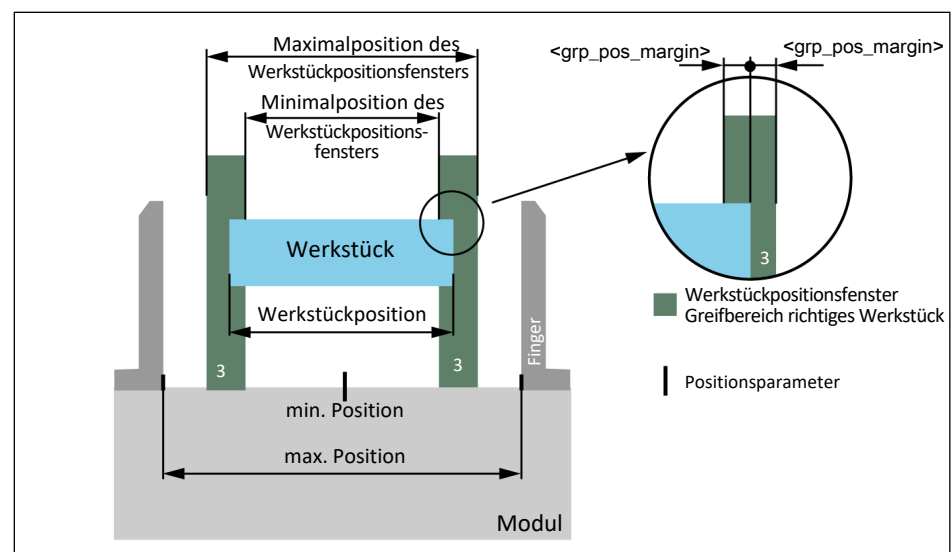 Maximalposition des
Werkstückpositionsfensters
Minimalposition des
Werkstückpositions-
fensters
Werkstück
Werkstückposition
3
3
Finger
min. Position
max. Position
Modul
<grp_pos_margin>
<grp_pos_margin>
3
Werkstückpositionsfenster
Greifbereich richtiges Werkstück
Positionsparameter